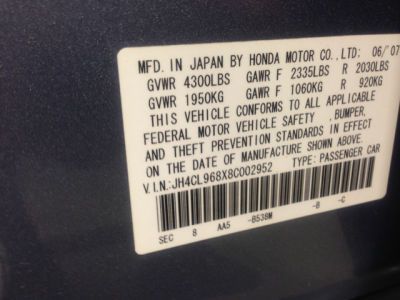 MFD. IN JAPAN BY HONDA MOTOR CO., LTD: 06/'07
GVWR 4300LBS GAWR F 2335LBS R 2030LBS
GVWR 1950KG GAWR F 1060KG R 920KG
THIS VEHICLE CONFORMS TO ALL APPLICABLE
FEDERAL MOTOR VEHICLE SAFETY, BUMPER,
AND THEFT PREVENTION STANDARDS IN EFFECT
ON THE DATE OF MANUFACTURE SHOWN ABOVE.
V.I.N:JH4CL968X8C002952 TYPE: PASSENGER CAR
SEC 8 AA5 -B538M -B -C